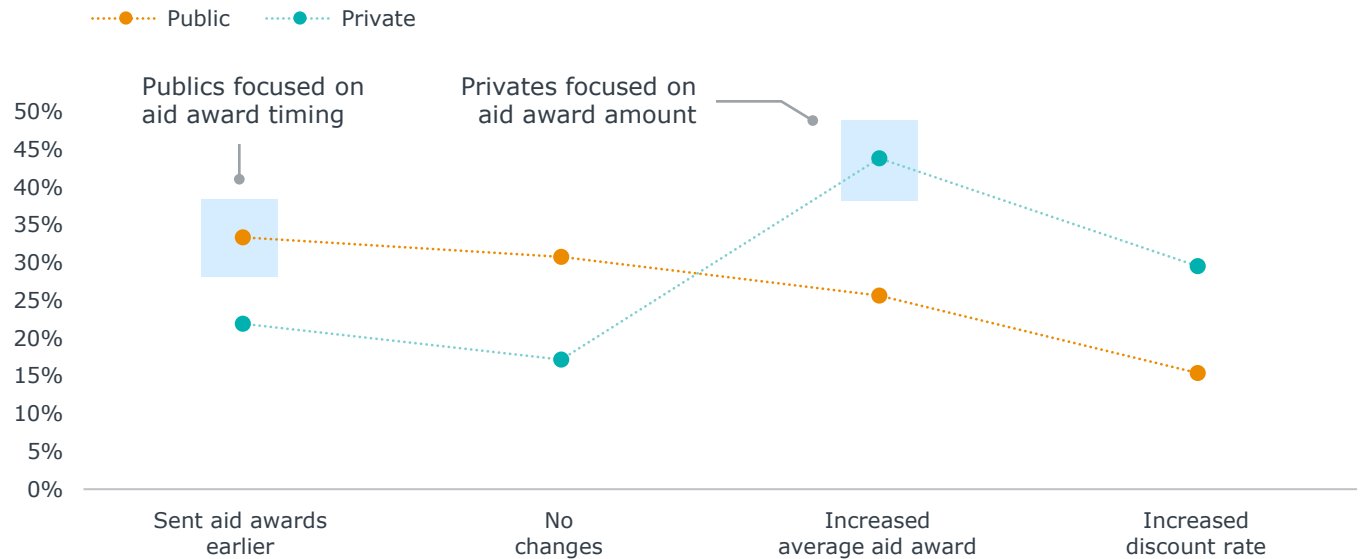 Public Private
Publics focused on
aid award timing
Privates focused on
aid award amount
50%
45%
40%
35%
30%
25%
20%
15%
10%
5%
0%
Sent aid awards
earlier
No
changes
Increased
average aid award
Increased
discount rate